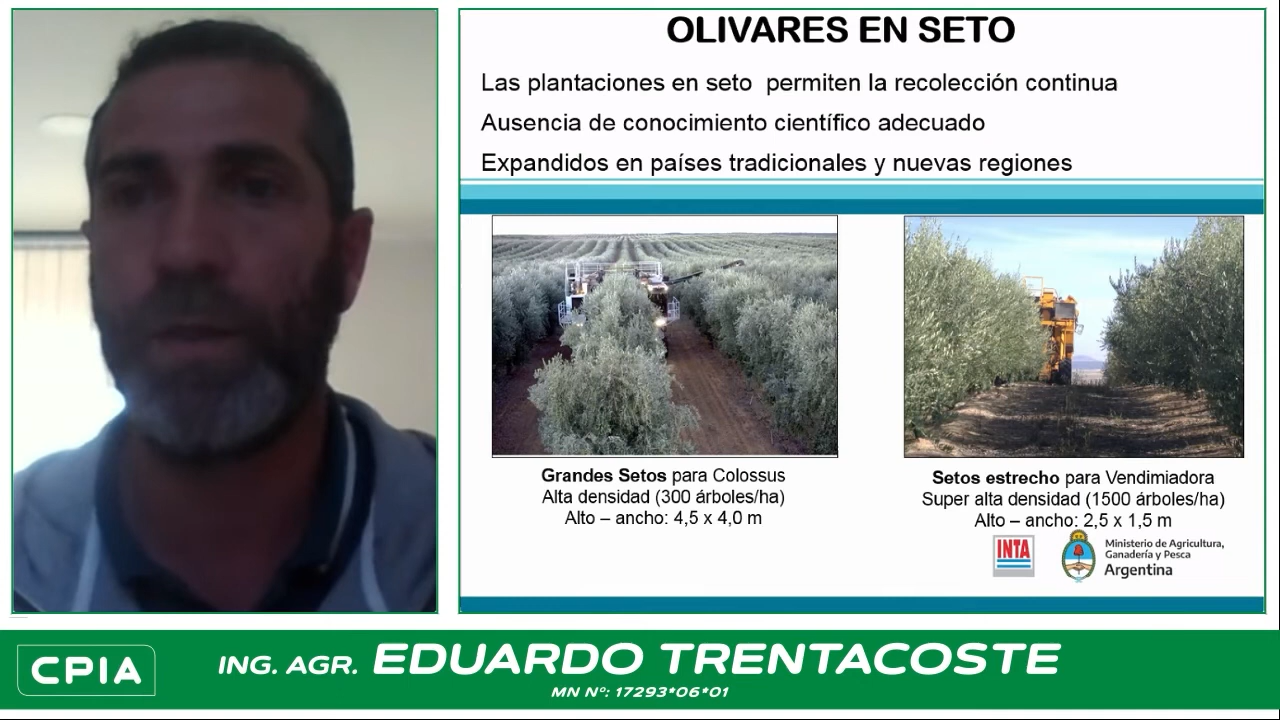 OLIVARES EN SETO
Las plantaciones en seto  permiten la recolección continua
Ausencia de conocimiento científico adecuado
Expandidos en países tradicionales y nuevas regiones
Grandes Setos para Colossus
Alta densidad (300 árboles/ha)
Alto – ancho: 4,5 x 4,0 m
Setos estrecho para Vendimiadora
Super alta densidad (1500 árboles/ha)
Alto – ancho: 2,5 x 1,5 m
INTA
Ministerio de Agricultura,
Ganadería y Pesca
Argentina
CPIA
ING. AGR. EDUARDO TRENTACOSTE
MN Nº: 17293*06*01